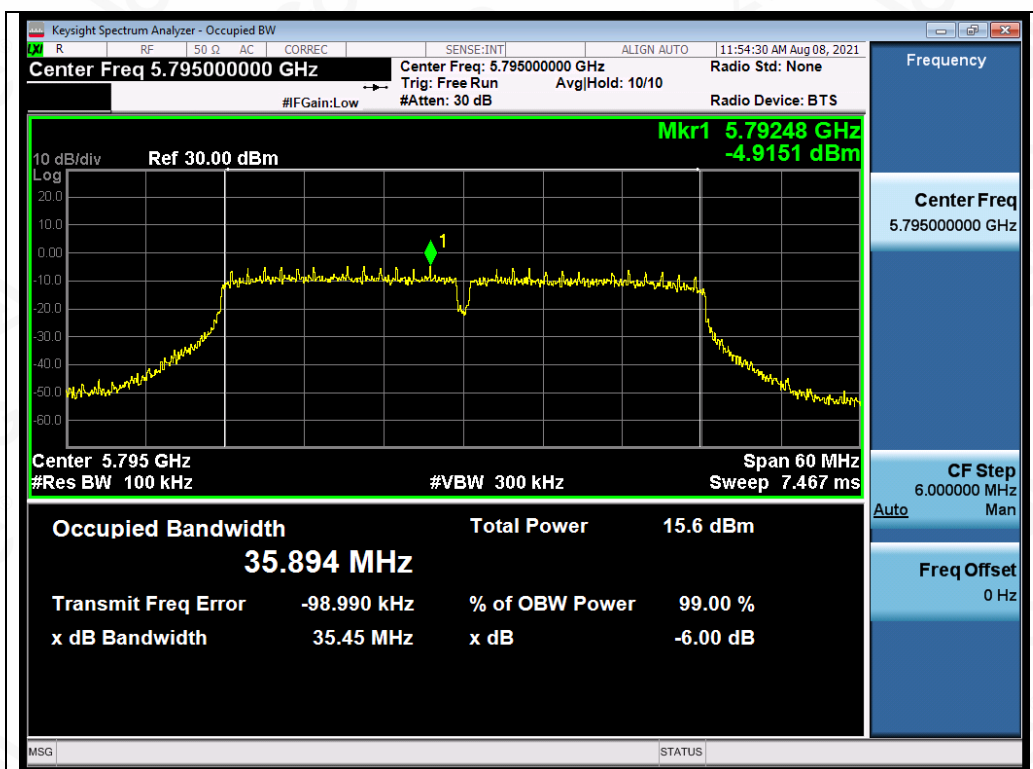 Keysight Spectrum Analyzer - Occupied BW
LXI R RF 50 Ω AC CORREC SENSE:INT ALIGN AUTO 11:54:30 AM Aug 08, 2021
Center Freq 5.795000000 GHz Center Freq: 5.795000000 GHz Radio Std: None
Trig: Free Run Avg|Hold: 10/10
#IFGain:Low #Atten: 30 dB Radio Device: BTS
Mkr1 5.79248 GHz
-4.9151 dBm
10 dB/div Ref 30.00 dBm
Log
20.0
10.0
1
0.00
-10.0
-20.0
-30.0
-40.0
-50.0
-60.0
Center 5.795 GHz Span 60 MHz
#Res BW 100 kHz #VBW 300 kHz Sweep 7.467 ms
Occupied Bandwidth Total Power 15.6 dBm
35.894 MHz
Transmit Freq Error -98.990 kHz % of OBW Power 99.00 %
x dB Bandwidth 35.45 MHz x dB -6.00 dB
Frequency
Center Freq
5.795000000 GHz
CF Step
6.000000 MHz
Auto Man
Freq Offset
0 Hz
MSG STATUS